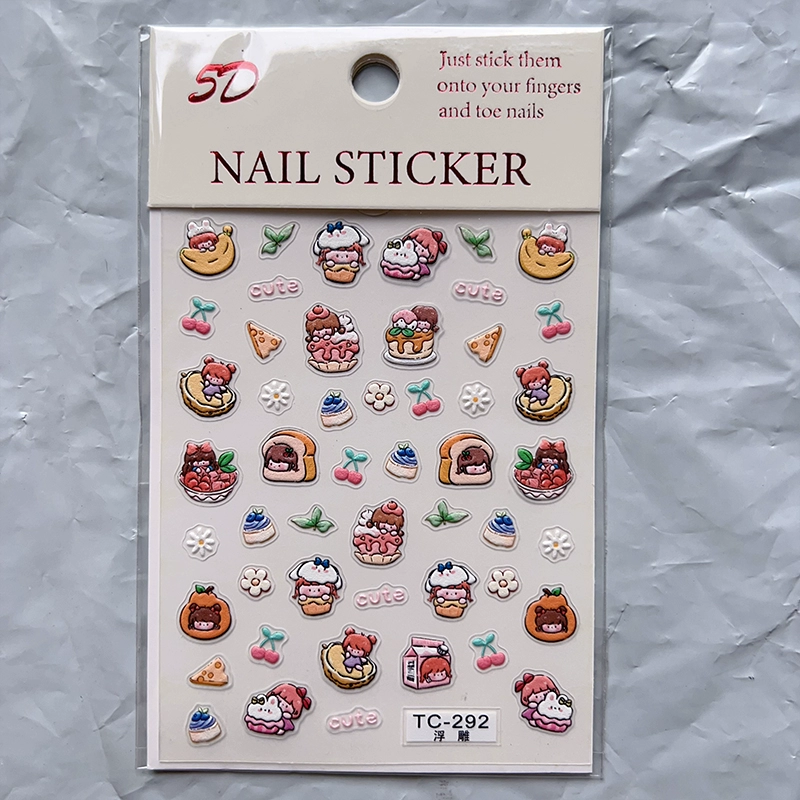 5D
Just stick them
onto your fingers
and toe nails
NAIL STICKER
cute
cute
cute
cute
TC-292
浮雕